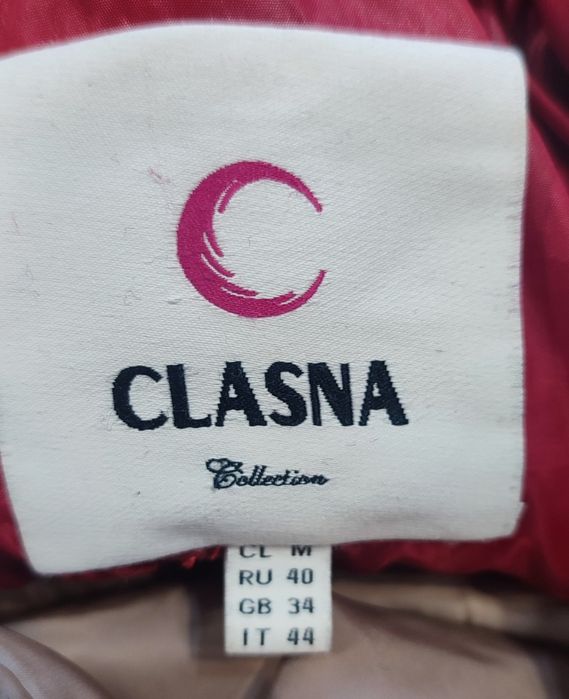 CLASNA
Collection
CL M
RU 40
GB 34
IT 44